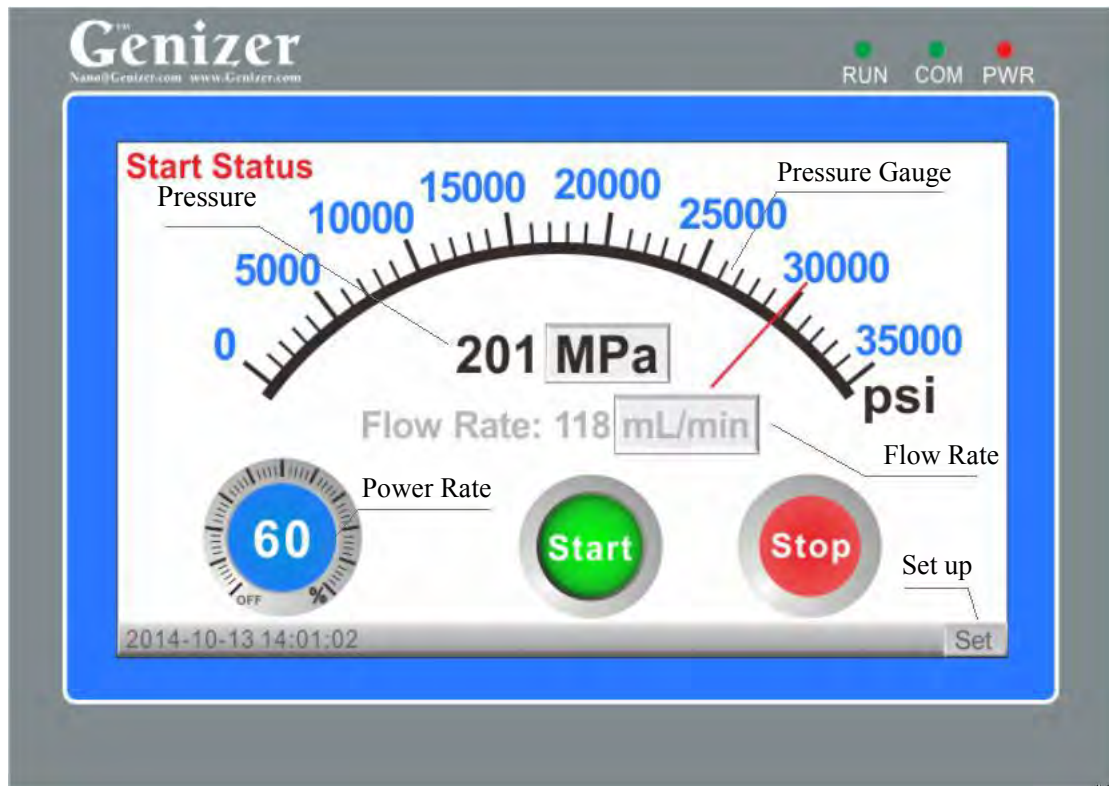 TM
Genizer
Nano@Genizer.com www.Genizer.com
RUN COM PWR
Start Status
Pressure
Pressure Gauge
0
5000
10000
15000
20000
25000
30000
35000
psi
201 MPa
Flow Rate: 118 mL/min
Flow Rate
Power Rate
60
OFF %
Start
Stop
Set up
2014-10-13 14:01:02
Set